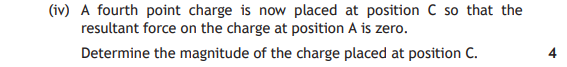 (iv) A fourth point charge is now placed at position C so that the
resultant force on the charge at position A is zero.
Determine the magnitude of the charge placed at position C. 4